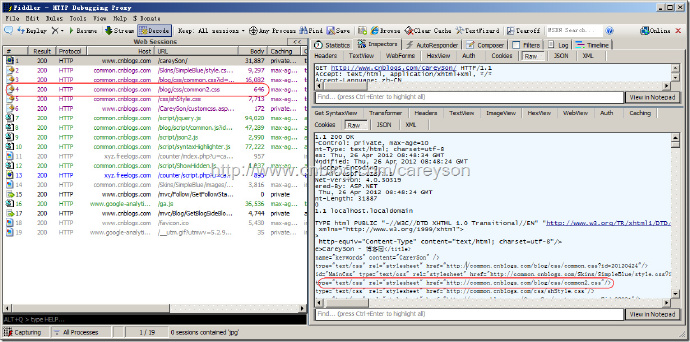 Fiddler - HTTP Debugging Proxy
File Edit Rules Tools View Help $ Donate
Replay Resume Stream Decode Keep: All sessions Any Process Find Save Browse Clear Cache TextWizard Tearoff MSDN Search... Online
Web Sessions <<
# Result Protocol Host URL Body Caching
1 200 HTTP www.cnblogs.com /careySon/ 31,887 private...
200 HTTP common.cnblogs.com /Skins/SimpleBlue/style.cs... 9,297 max-ag...
3 200 HTTP common.cnblogs.com /blog/css/common.css?id=... 16,082 max-ag...
4 200 HTTP common.cnblogs.com /blog/css/common2.css 646 max-ag...
5 200 HTTP common.cnblogs.com /css/shStyle.css 7,713 max-ag...
6 200 HTTP www.cnblogs.com /CareySon/customcss.asp... 172 private
7 200 HTTP common.cnblogs.com /script/jquery.js 94,020 max-ag...
8 200 HTTP common.cnblogs.com /blog/script/common.js?id... 47,289 max-ag...
9 200 HTTP common.cnblogs.com /script/json2.js 2,990 max-ag...
10 200 HTTP common.cnblogs.com /script/syntaxHighlighter.js 77,222 max-ag...
11 200 HTTP xyz.freelogs.com /counter/index.php?u=ca... 957
12 200 HTTP common.cnblogs.com /script/ShowHidden.js 1,637 max-ag...
13 200 HTTP xyz.freelogs.com /counter/index.php?u=ca... 0
14 200 HTTP common.cnblogs.com /Skins/SimpleBlue/images/... 3,816 max-ag...
15 200 HTTP www.cnblogs.com /mvc/Follow/GetFollowSta... 0 private
16 200 HTTP www.google-analyti... /ga.js 36,536 max-ag...
17 200 HTTP www.cnblogs.com /mvc/Blog/GetBlogSideBlo... 4,744 private
18 200 HTTP www.cnblogs.com /favicon.co
19 200 HTTP www.google-analyti... /__utm.gif?utmwv=5.2.9...
ALT+Q > type HELP...
Capturing All Processes 1 / 19 0 sessions contained 'jpg'
Statistics Inspectors AutoResponder Composer Filters Log Timeline
Headers TextView WebForms HexView Auth Cookies Raw JSON XML
GET http://www.cnblogs.com/careyson/ HTTP/1.1
Accept: text/html, application/xhtml+xml, */*
Accept-Language: zh-CN
Find... (press Ctrl+Enter to highlight all) View in Notepad
Get SyntaxView Transformer Headers TextView ImageView HexView WebView Auth Caching
Cookies Raw JSON XML
1.1 200 OK
-Control: private, max-age=10
nt-Type: text/html; charset=utf-8
es: Thu, 26 Apr 2012 08:48:34 GMT
Modified: Thu, 26 Apr 2012 08:48:24 GMT
http://www.cnblogs.com/careyson
-Version: 4.0.30319
ered-By: ASP.NET
Thu, 26 Apr 2012 08:48:24 GMT
nt-Length: 31887
0
1.1 localhost.localdomain
TYPE html PUBLIC "-//W3C//DTD XHTML 1.0 Transitional//EN" "http://www.w3.org/TR/xhtml1/DTD/
xmlns="http://www.w3.org/1999/xhtml">
http-equiv="Content-Type" content="text/html; charset=utf-8"/>
e>CareySon - 博客园</title>
name="keywords" content="CareySon" />
type="text/css" rel="stylesheet" href="http://common.cnblogs.com/blog/css/common.css?id=20120424"/>
id="MainCss" type="text/css" rel="stylesheet" href="http://common.cnblogs.com/Skins/SimpleBlue/style.css?
type="text/css" rel="stylesheet" href="http://common.cnblogs.com/blog/css/common2.css"/>
type="text/css" rel="stylesheet" href="http://common.cnblogs.com/css/shStyle.css"/>
Find... (press Ctrl+Enter to highlight all) View in Notepad